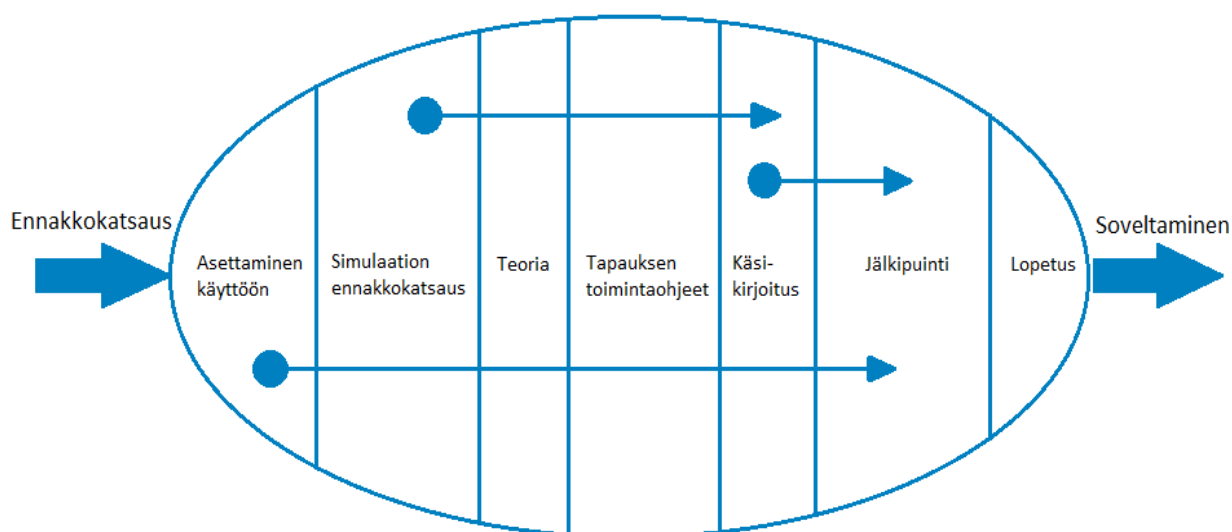 Ennakkokatsaus
Asettaminen
käyttöön
Simulaation
ennakkokatsaus
Teoria
Tapauksen
toimintaohjeet
Käsi-
kirjoitus
Jälkipuinti
Lopetus
Soveltaminen